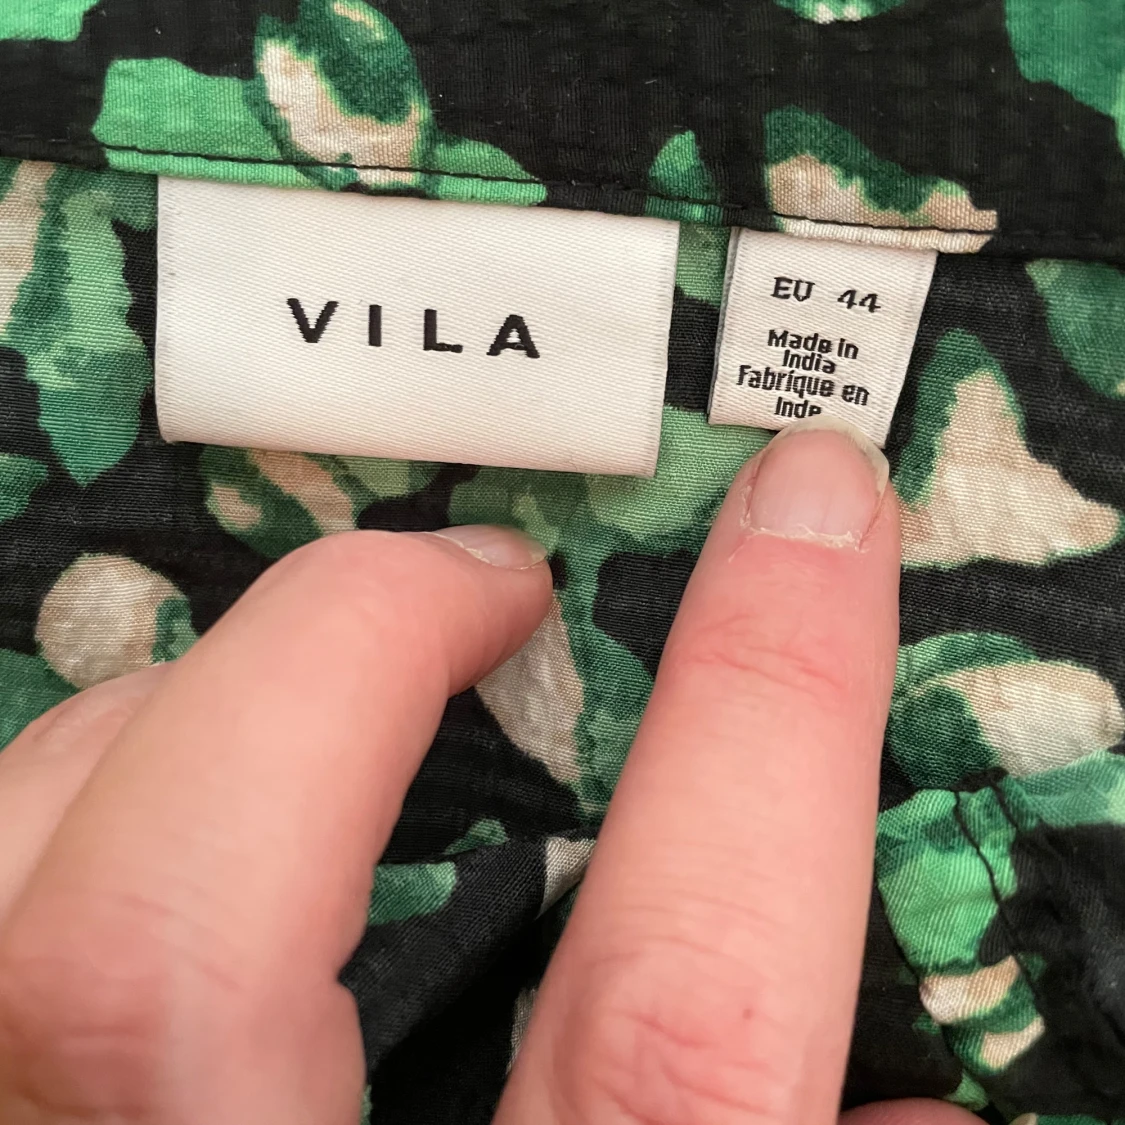 VILA
EU 44
Made in
India
Fabrique en
Inde